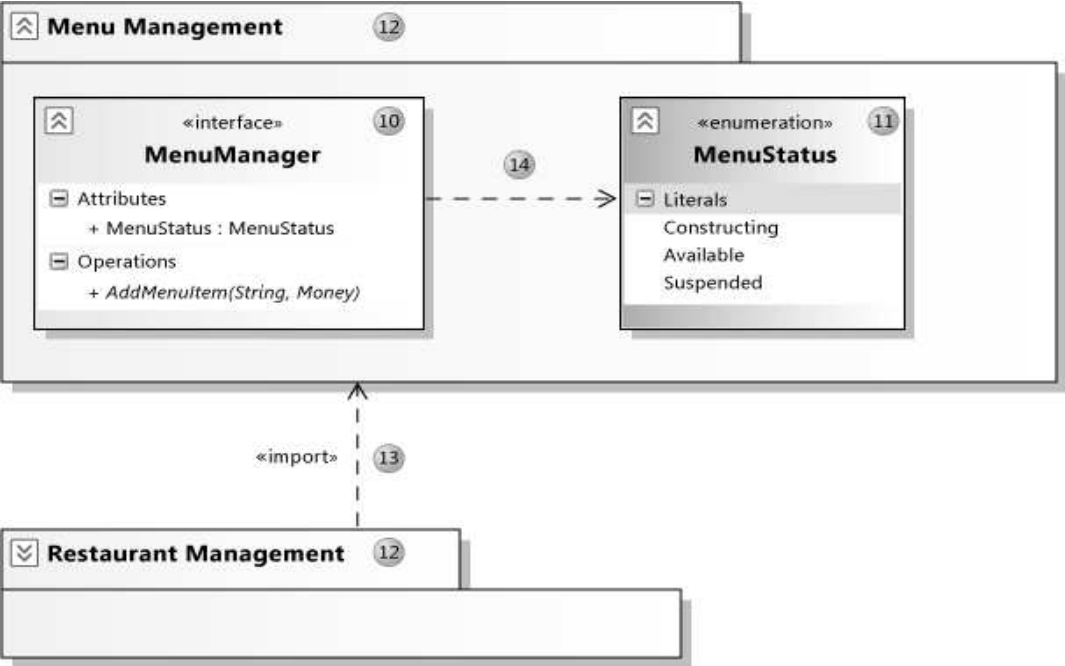 Menu Management 12
«interface» 10
MenuManager
Attributes
+ MenuStatus : MenuStatus
Operations
+ AddMenuItem(String, Money)
14
«enumeration» 11
MenuStatus
Literals
Constructing
Available
Suspended
«import» 13
Restaurant Management 12